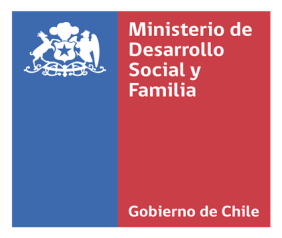 Ministerio de
Desarrollo
Social y
Familia
Gobierno de Chile